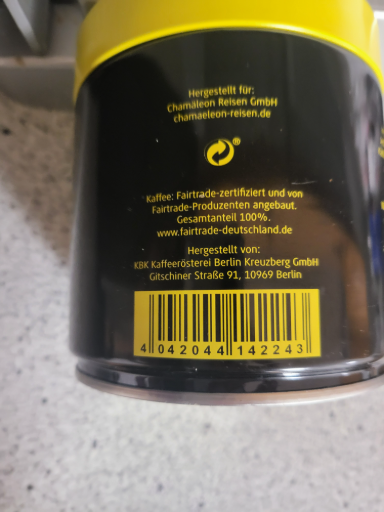 Hergestellt für:
Chamäleon Reisen GmbH
chamaeleon-reisen.de
®
Kaffee: Fairtrade-zertifiziert und von
Fairtrade-Produzenten angebaut.
Gesamtanteil 100%.
www.fairtrade-deutschland.de
Hergestellt von:
KBK Kaffeerösterei Berlin Kreuzberg GmbH
Gitschiner Straße 91, 10969 Berlin
4 042044 142243